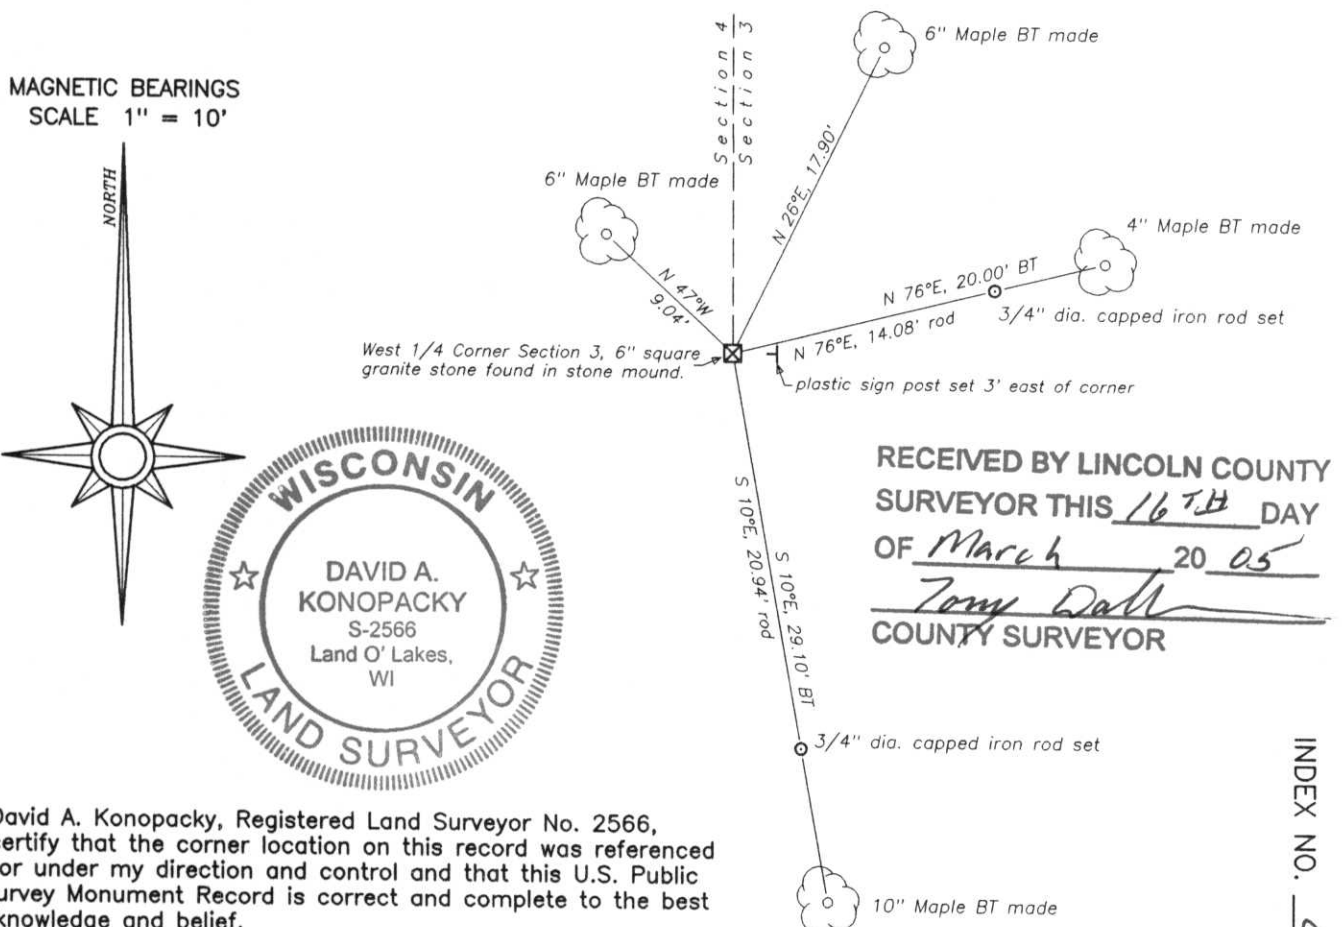 MAGNETIC BEARINGS
SCALE 1" = 10'
NORTH
Section 4
Section 3
6" Maple BT made
N 26°E, 17.90'
6" Maple BT made
N 47°W
9.04'
4" Maple BT made
N 76°E, 20.00' BT
3/4" dia. capped iron rod set
N 76°E, 14.08' rod
West 1/4 Corner Section 3, 6" square
granite stone found in stone mound.
plastic sign post set 3' east of corner
S 10°E, 20.94' rod
S 10°E, 29.10' BT
3/4" dia. capped iron rod set
10" Maple BT made
WISCONSIN
DAVID A.
KONOPACKY
S-2566
Land O' Lakes,
WI
LAND SURVEYOR
RECEIVED BY LINCOLN COUNTY
SURVEYOR THIS 16TH DAY
OF March 20 05
Tony Dall
COUNTY SURVEYOR
INDEX NO.
David A. Konopacky, Registered Land Surveyor No. 2566,
ertify that the corner location on this record was referenced
or under my direction and control and that this U.S. Public
urvey Monument Record is correct and complete to the best
knowledge and belief.